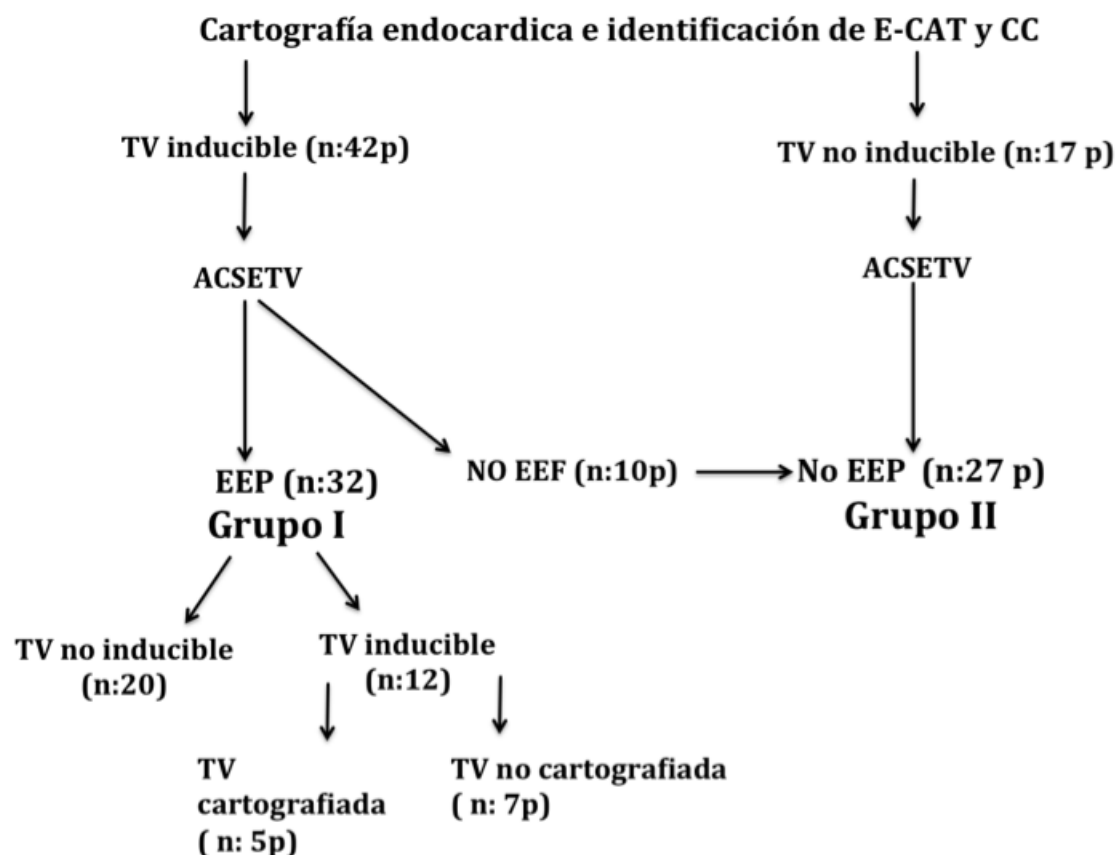 Cartografía endocardica e identificación de E-CAT y CC
TV inducible (n:42p)
TV no inducible (n:17 p)
ACSETV
ACSETV
EEP (n:32)
Grupo I
NO EEF (n:10p)
No EEP (n:27 p)
Grupo II
TV no inducible
(n:20)
TV inducible
(n:12)
TV
cartografiada
( n: 5p)
TV no cartografiada
( n: 7p)